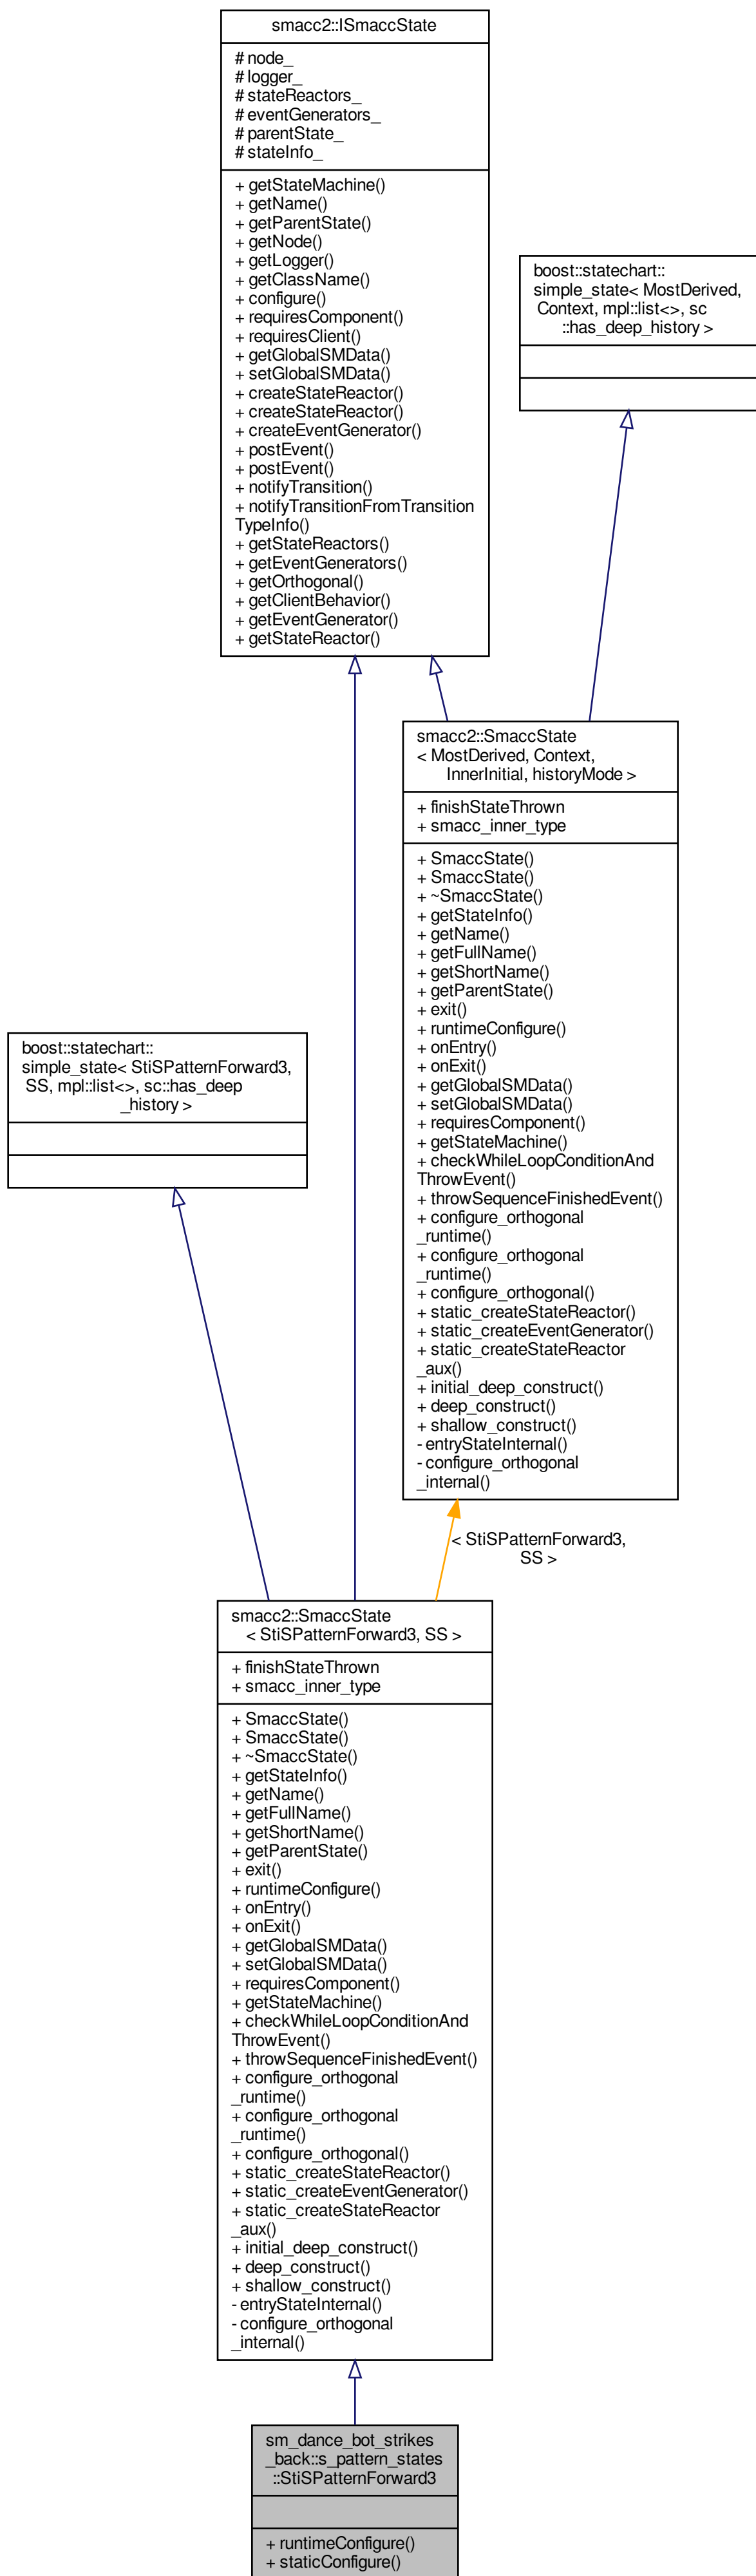 smacc2::ISmaccState
# node_
# logger_
# stateReactors_
# eventGenerators_
# parentState_
# stateInfo_
+ getStateMachine()
+ getName()
+ getParentState()
+ getNode()
+ getLogger()
+ getClassName()
+ configure()
+ requiresComponent()
+ requiresClient()
+ getGlobalSMData()
+ setGlobalSMData()
+ createStateReactor()
+ createStateReactor()
+ createEventGenerator()
+ postEvent()
+ postEvent()
+ notifyTransition()
+ notifyTransitionFromTransition
TypeInfo()
+ getStateReactors()
+ getEventGenerators()
+ getOrthogonal()
+ getClientBehavior()
+ getEventGenerator()
+ getStateReactor()
boost::statechart::
simple_state< MostDerived,
Context, mpl::list<>, sc
::has_deep_history >
smacc2::SmaccState
< MostDerived, Context,
InnerInitial, historyMode >
+ finishStateThrown
+ smacc_inner_type
+ SmaccState()
+ SmaccState()
+ ~SmaccState()
+ getStateInfo()
+ getName()
+ getFullName()
+ getShortName()
+ getParentState()
+ exit()
+ runtimeConfigure()
+ onEntry()
+ onExit()
+ getGlobalSMData()
+ setGlobalSMData()
+ requiresComponent()
+ getStateMachine()
+ checkWhileLoopConditionAnd
ThrowEvent()
+ throwSequenceFinishedEvent()
+ configure_orthogonal
_runtime()
+ configure_orthogonal
_runtime()
+ configure_orthogonal()
+ static_createStateReactor()
+ static_createEventGenerator()
+ static_createStateReactor
_aux()
+ initial_deep_construct()
+ deep_construct()
+ shallow_construct()
- entryStateInternal()
- configure_orthogonal
_internal()
boost::statechart::
simple_state< StiSPatternForward3,
SS, mpl::list<>, sc::has_deep
_history >
< StiSPatternForward3,
SS >
smacc2::SmaccState
< StiSPatternForward3, SS >
+ finishStateThrown
+ smacc_inner_type
+ SmaccState()
+ SmaccState()
+ ~SmaccState()
+ getStateInfo()
+ getName()
+ getFullName()
+ getShortName()
+ getParentState()
+ exit()
+ runtimeConfigure()
+ onEntry()
+ onExit()
+ getGlobalSMData()
+ setGlobalSMData()
+ requiresComponent()
+ getStateMachine()
+ checkWhileLoopConditionAnd
ThrowEvent()
+ throwSequenceFinishedEvent()
+ configure_orthogonal
_runtime()
+ configure_orthogonal
_runtime()
+ configure_orthogonal()
+ static_createStateReactor()
+ static_createEventGenerator()
+ static_createStateReactor
_aux()
+ initial_deep_construct()
+ deep_construct()
+ shallow_construct()
- entryStateInternal()
- configure_orthogonal
_internal()
sm_dance_bot_strikes
_back::s_pattern_states
::StiSPatternForward3
+ runtimeConfigure()
+ staticConfigure()